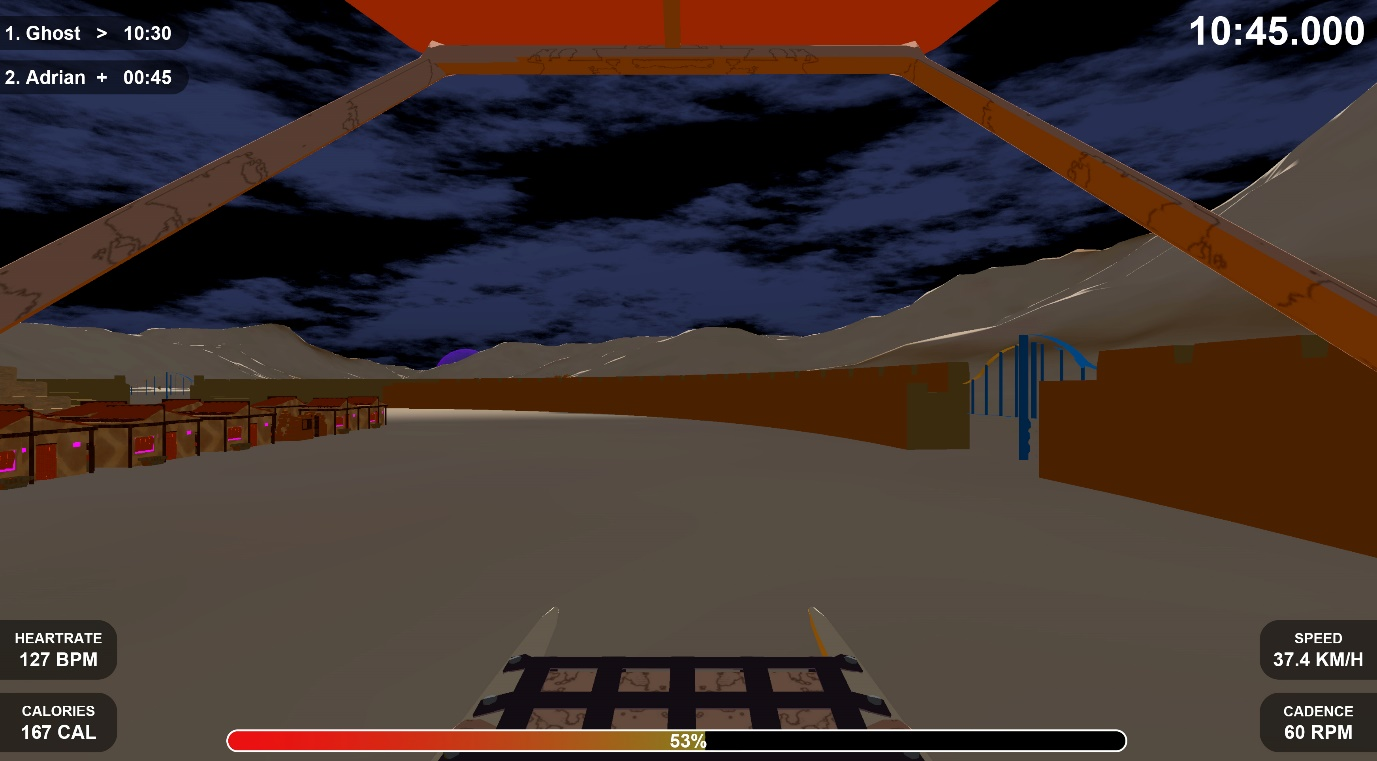 1. Ghost > 10:30
2. Adrian + 00:45
10:45.000
HEARTRATE
127 BPM
CALORIES
167 CAL
SPEED
37.4 KM/H
CADENCE
60 RPM
53%